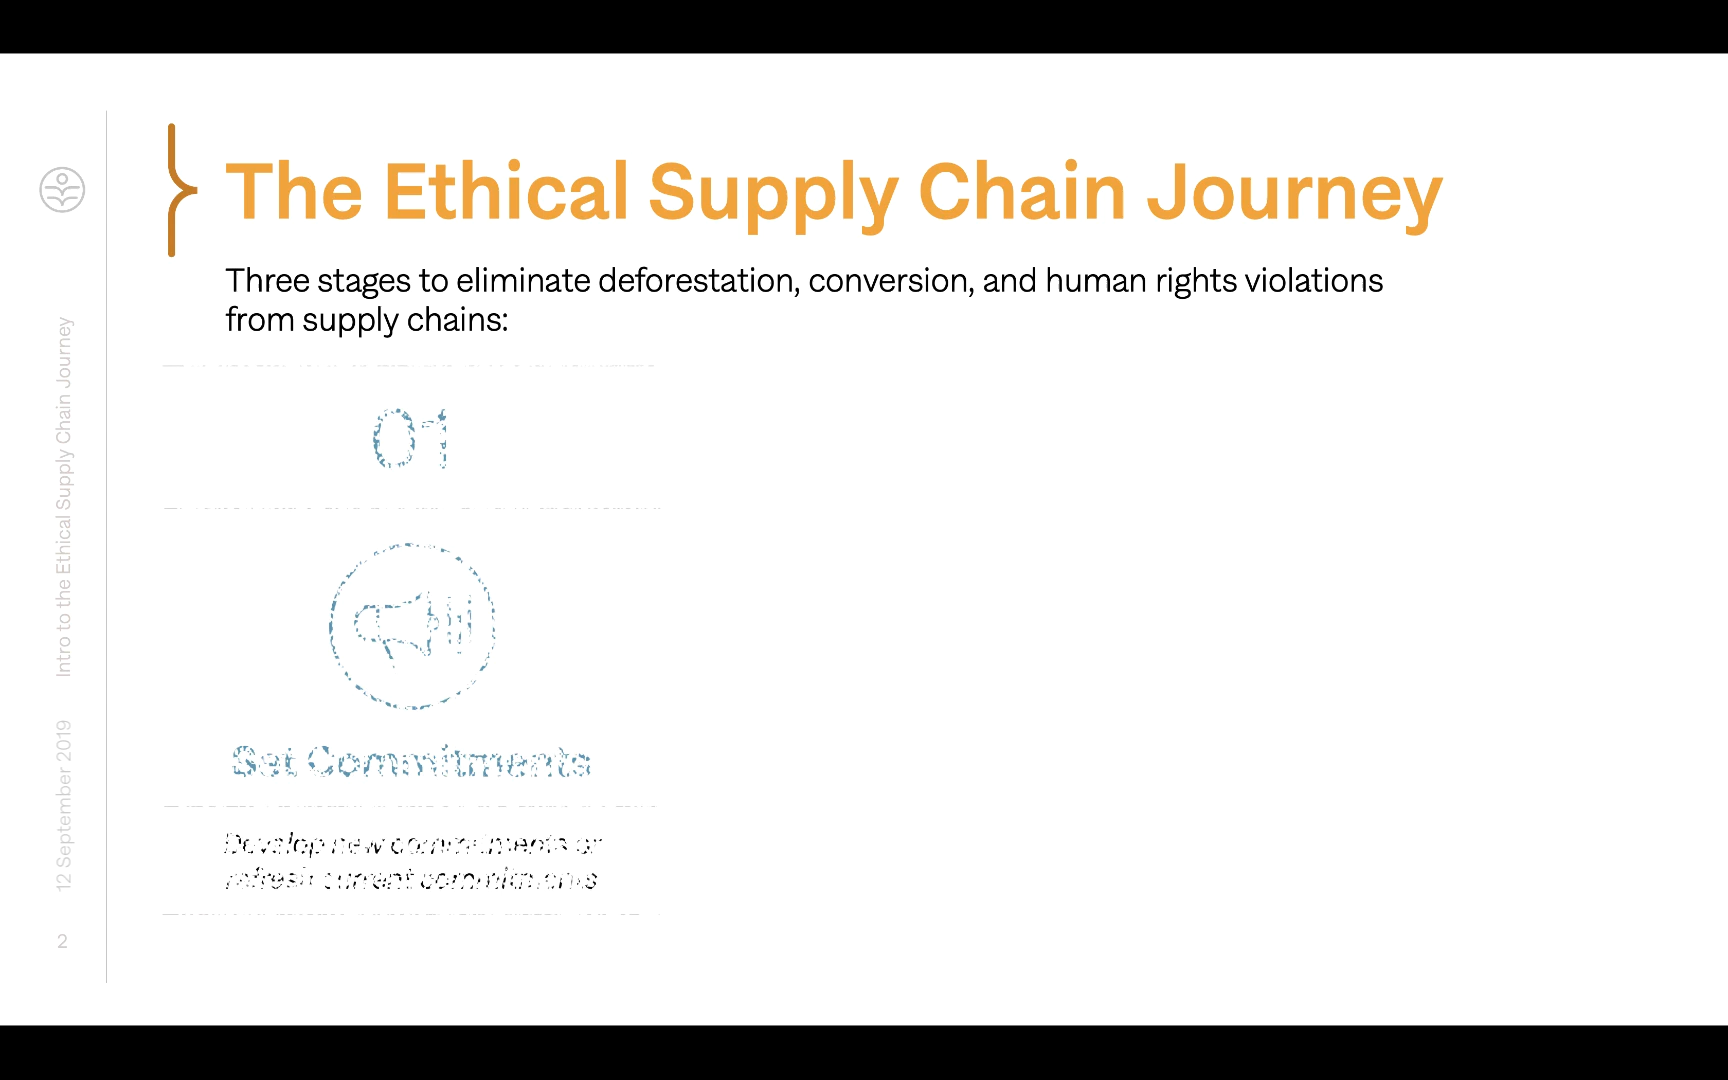 The Ethical Supply Chain Journey
Three stages to eliminate deforestation, conversion, and human rights violations
from supply chains:
01
Set Commitments
Develop new commitments or
refresh current commitments
Intro to the Ethical Supply Chain Journey
12 September 2019
2